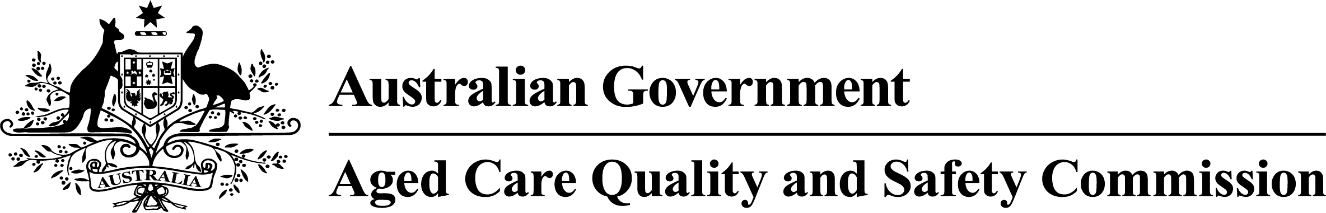 Australian Government
Aged Care Quality and Safety Commission
AUSTRALIA